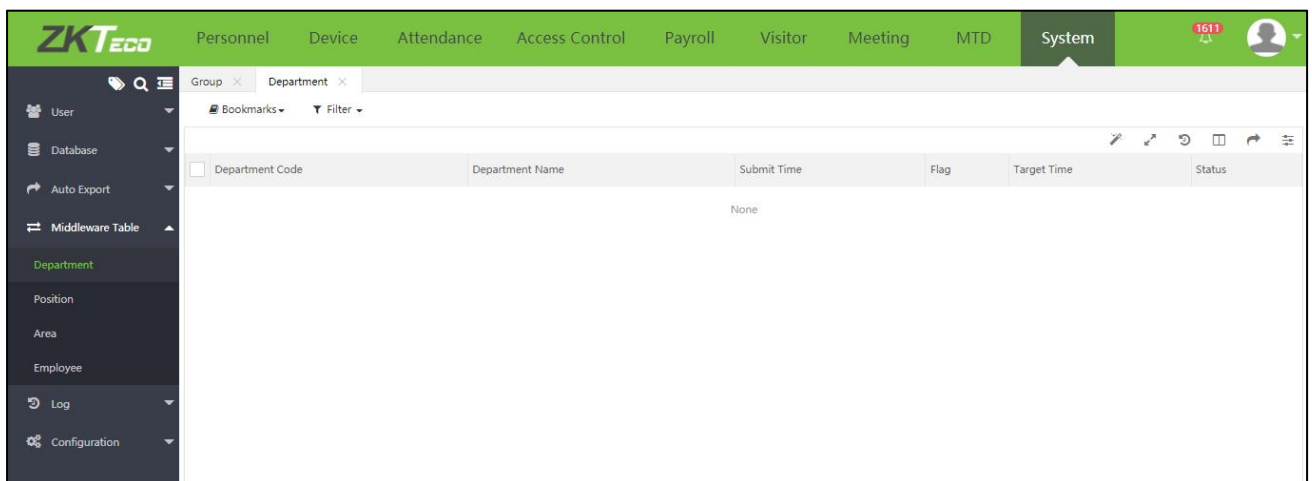 ZKTeco Personnel Device Attendance Access Control Payroll Visitor Meeting MTD System 1611
Group Department
User
Bookmarks Filter
Database
Department Code Department Name Submit Time Flag Target Time Status
Auto Export
None
Middleware Table
Department
Position
Area
Employee
Log
Configuration